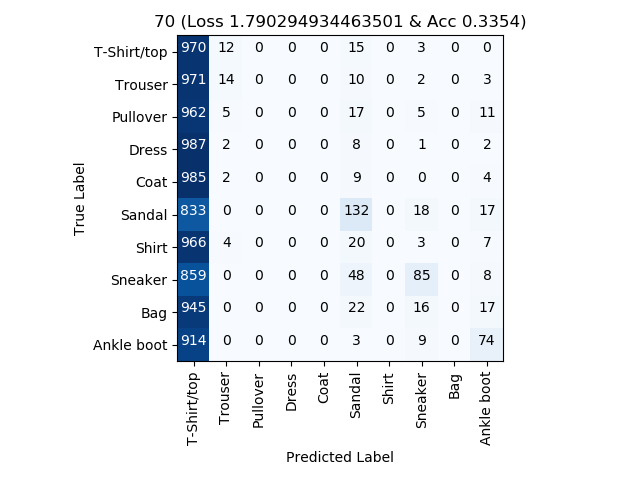 70 (Loss 1.790294934463501 & Acc 0.3354)
True Label
T-Shirt/top 970 12 0 0 0 15 0 3 0 0
Trouser 971 14 0 0 0 10 0 2 0 3
Pullover 962 5 0 0 0 17 0 5 0 11
Dress 987 2 0 0 0 8 0 1 0 2
Coat 985 2 0 0 0 9 0 0 0 4
Sandal 833 0 0 0 0 132 0 18 0 17
Shirt 966 4 0 0 0 20 0 3 0 7
Sneaker 859 0 0 0 0 48 0 85 0 8
Bag 945 0 0 0 0 22 0 16 0 17
Ankle boot 914 0 0 0 0 3 0 9 0 74
T-Shirt/top Trouser Pullover Dress Coat Sandal Shirt Sneaker Bag Ankle boot
Predicted Label